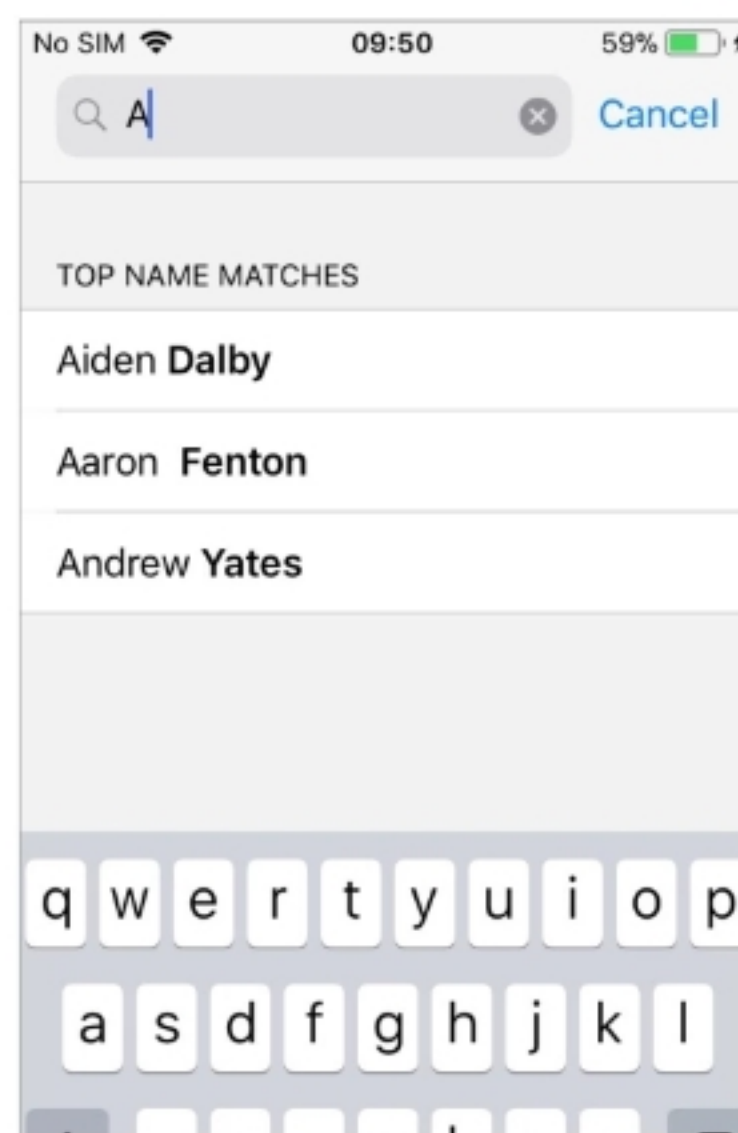 No SIM 09:50 59%
A Cancel
TOP NAME MATCHES
Aiden Dalby
Aaron Fenton
Andrew Yates
q w e r t y u i o p
a s d f g h j k l